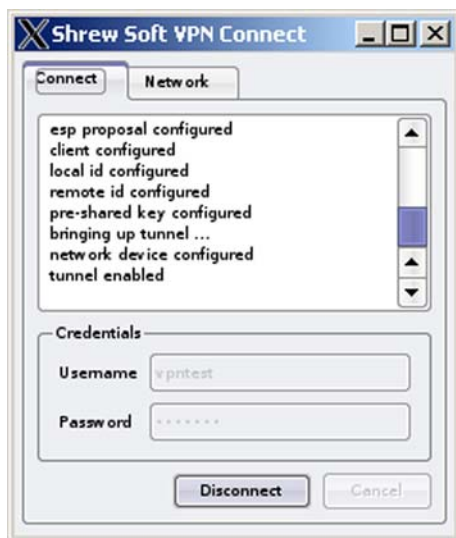 Shrew Soft VPN Connect
Connect Network
esp proposal configured
client configured
local id configured
remote id configured
pre-shared key configured
bringing up tunnel ...
network device configured
tunnel enabled
Credentials
Username vpntest
Password •••••••
Disconnect Cancel